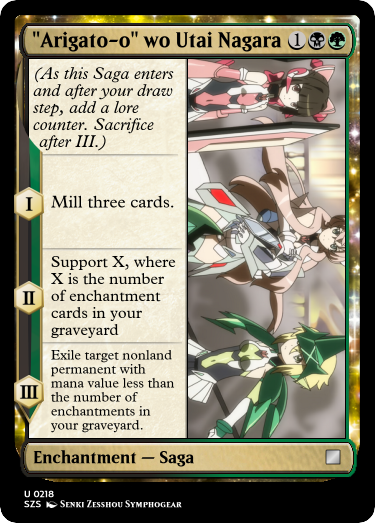 "Arigato-o" wo Utai Nagara 1
(As this Saga enters
and after your draw
step, add a lore
counter. Sacrifice
after III.)
I
Mill three cards.
II
Support X, where
X is the number
of enchantment
cards in your
graveyard
III
Exile target nonland
permanent with
mana value less than
the number of
enchantments in
your graveyard.
Enchantment — Saga
U 0218
SZS Senki Zesshou Symphogear